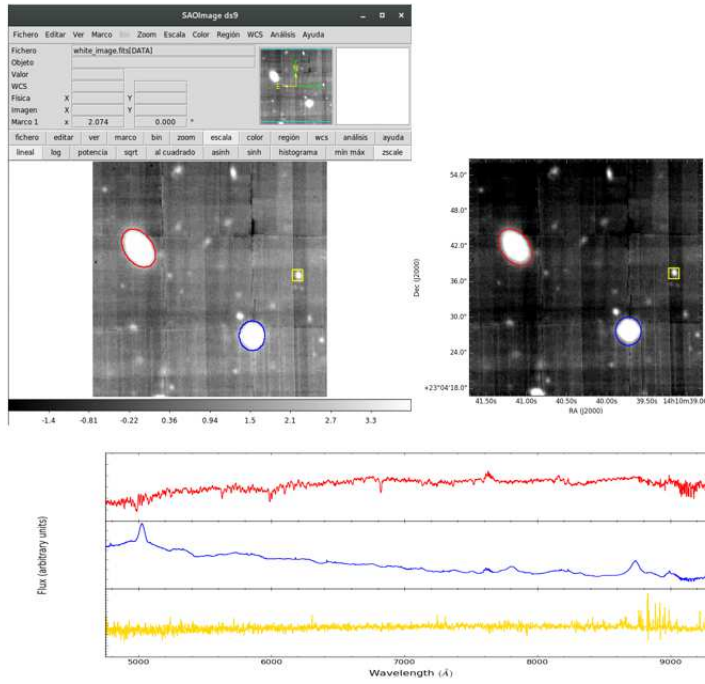 SAOImage ds9
Fichero Editar Ver Marco Bin Zoom Escala Color Región WCS Análisis Ayuda
Fichero white_image.fits[DATA]
Objeto
Valor
WCS
Física X Y
Imagen X Y
Marco 1 x 2.074 0.000 °
fichero editar ver marco bin zoom escala color región wcs análisis ayuda
lineal log potencia sqrt al cuadrado asinh sinh histograma mín máx zscale
-1.4 -0.81 -0.22 0.36 0.94 1.5 2.1 2.7 3.3
Dec (J2000)
54.0"
48.0"
42.0"
36.0"
30.0"
24.0"
+23°04'18.0"
41.50s 41.00s 40.50s 40.00s 39.50s 14h10m39.00
RA (J2000)
Flux (arbitrary units)
5000 6000 7000 8000 9000
Wavelength (Å)